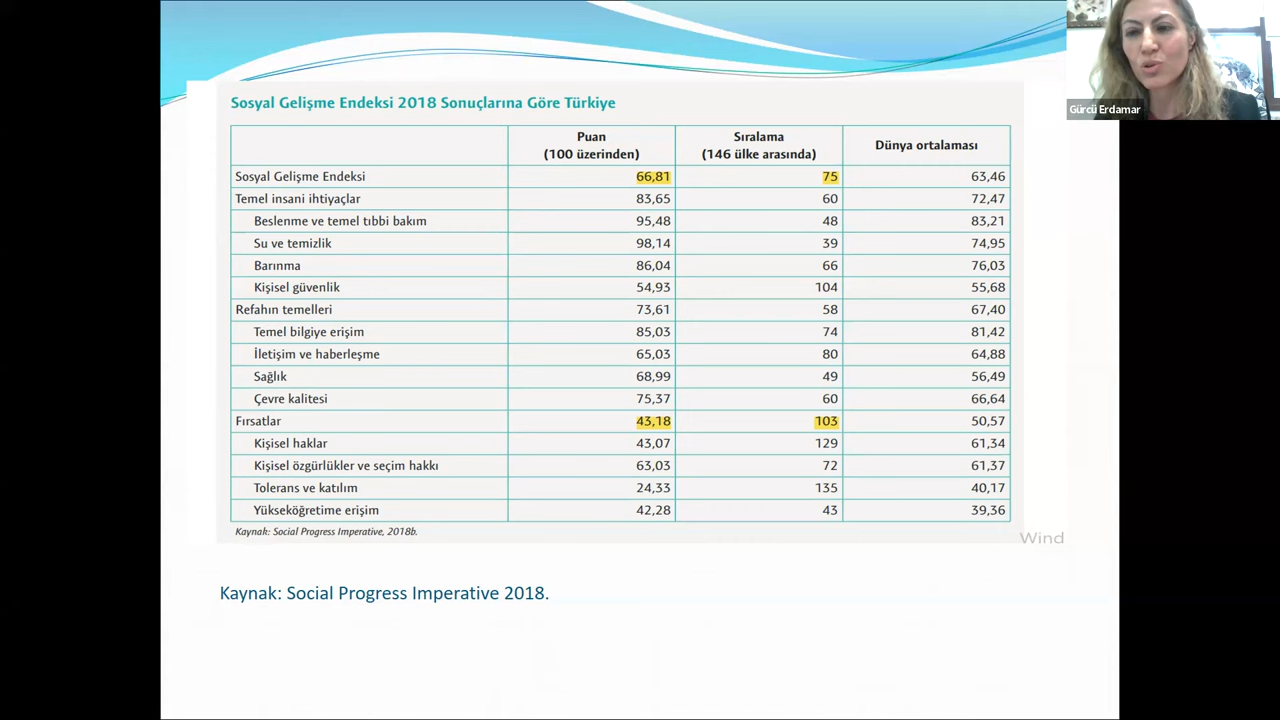 Gürcü Erdamar
Sosyal Gelişme Endeksi 2018 Sonuçlarına Göre Türkiye
Puan (100 üzerinden) Sıralama (146 ülke arasında) Dünya ortalaması
Sosyal Gelişme Endeksi 66,81 75 63,46
Temel insani ihtiyaçlar 83,65 60 72,47
Beslenme ve temel tıbbi bakım 95,48 48 83,21
Su ve temizlik 98,14 39 74,95
Barınma 86,04 66 76,03
Kişisel güvenlik 54,93 104 55,68
Refahın temelleri 73,61 58 67,40
Temel bilgiye erişim 85,03 74 81,42
İletişim ve haberleşme 65,03 80 64,88
Sağlık 68,99 49 56,49
Çevre kalitesi 75,37 60 66,64
Fırsatlar 43,18 103 50,57
Kişisel haklar 43,07 129 61,34
Kişisel özgürlükler ve seçim hakkı 63,03 72 61,37
Tolerans ve katılım 24,33 135 40,17
Yükseköğretime erişim 42,28 43 39,36
Kaynak: Social Progress Imperative, 2018b.
Wind
Kaynak: Social Progress Imperative 2018.